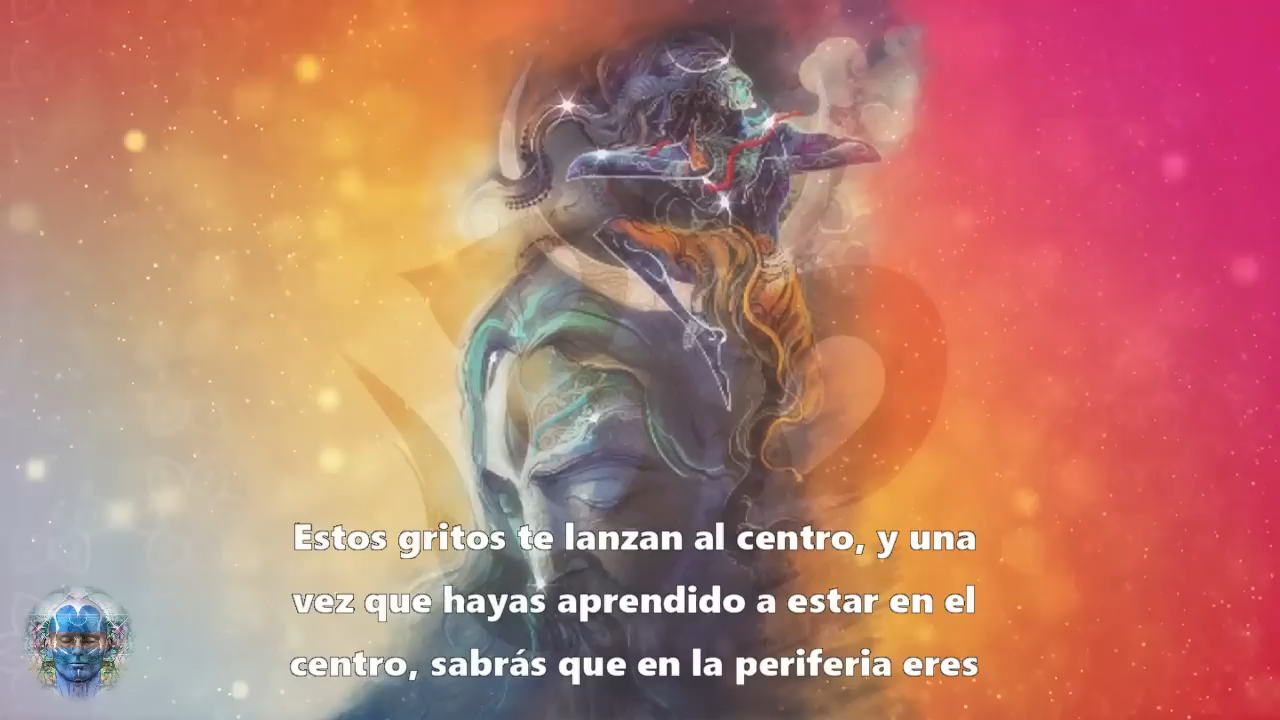 Estos gritos te lanzan al centro, y una
vez que hayas aprendido a estar en el
centro, sabrás que en la periferia eres